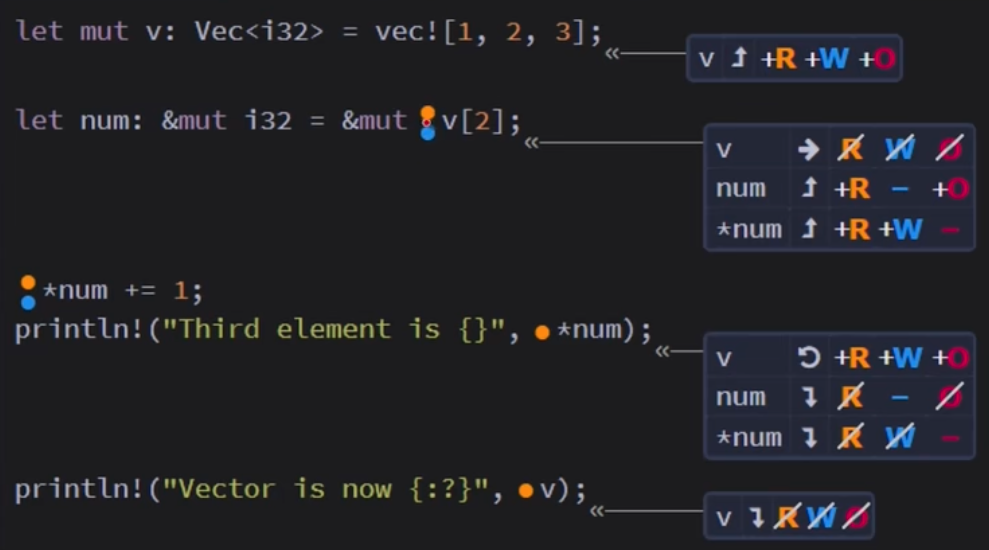 let mut v: Vec<i32> = vec![1, 2, 3];
« v ↥ +R +W +O
let num: &mut i32 = &mut v[2];
« v → R W O
num ↥ +R - +O
*num ↥ +R +W -
*num += 1;
println!("Third element is {}", *num);
« v ↺ +R +W +O
num ↴ R - O
*num ↴ R W -
println!("Vector is now {:?}", v);
« v ↴ R W O